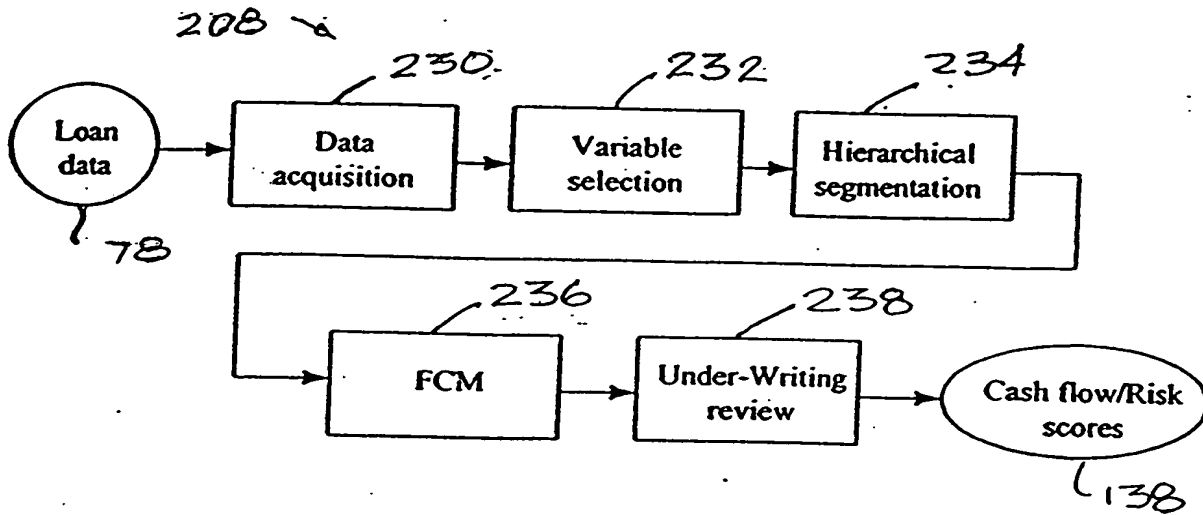 208
230
232
234
Loan
data
Data
acquisition
Variable
selection
Hierarchical
segmentation
78
236
238
FCM
Under-Writing
review
Cash flow/Risk
scores
138